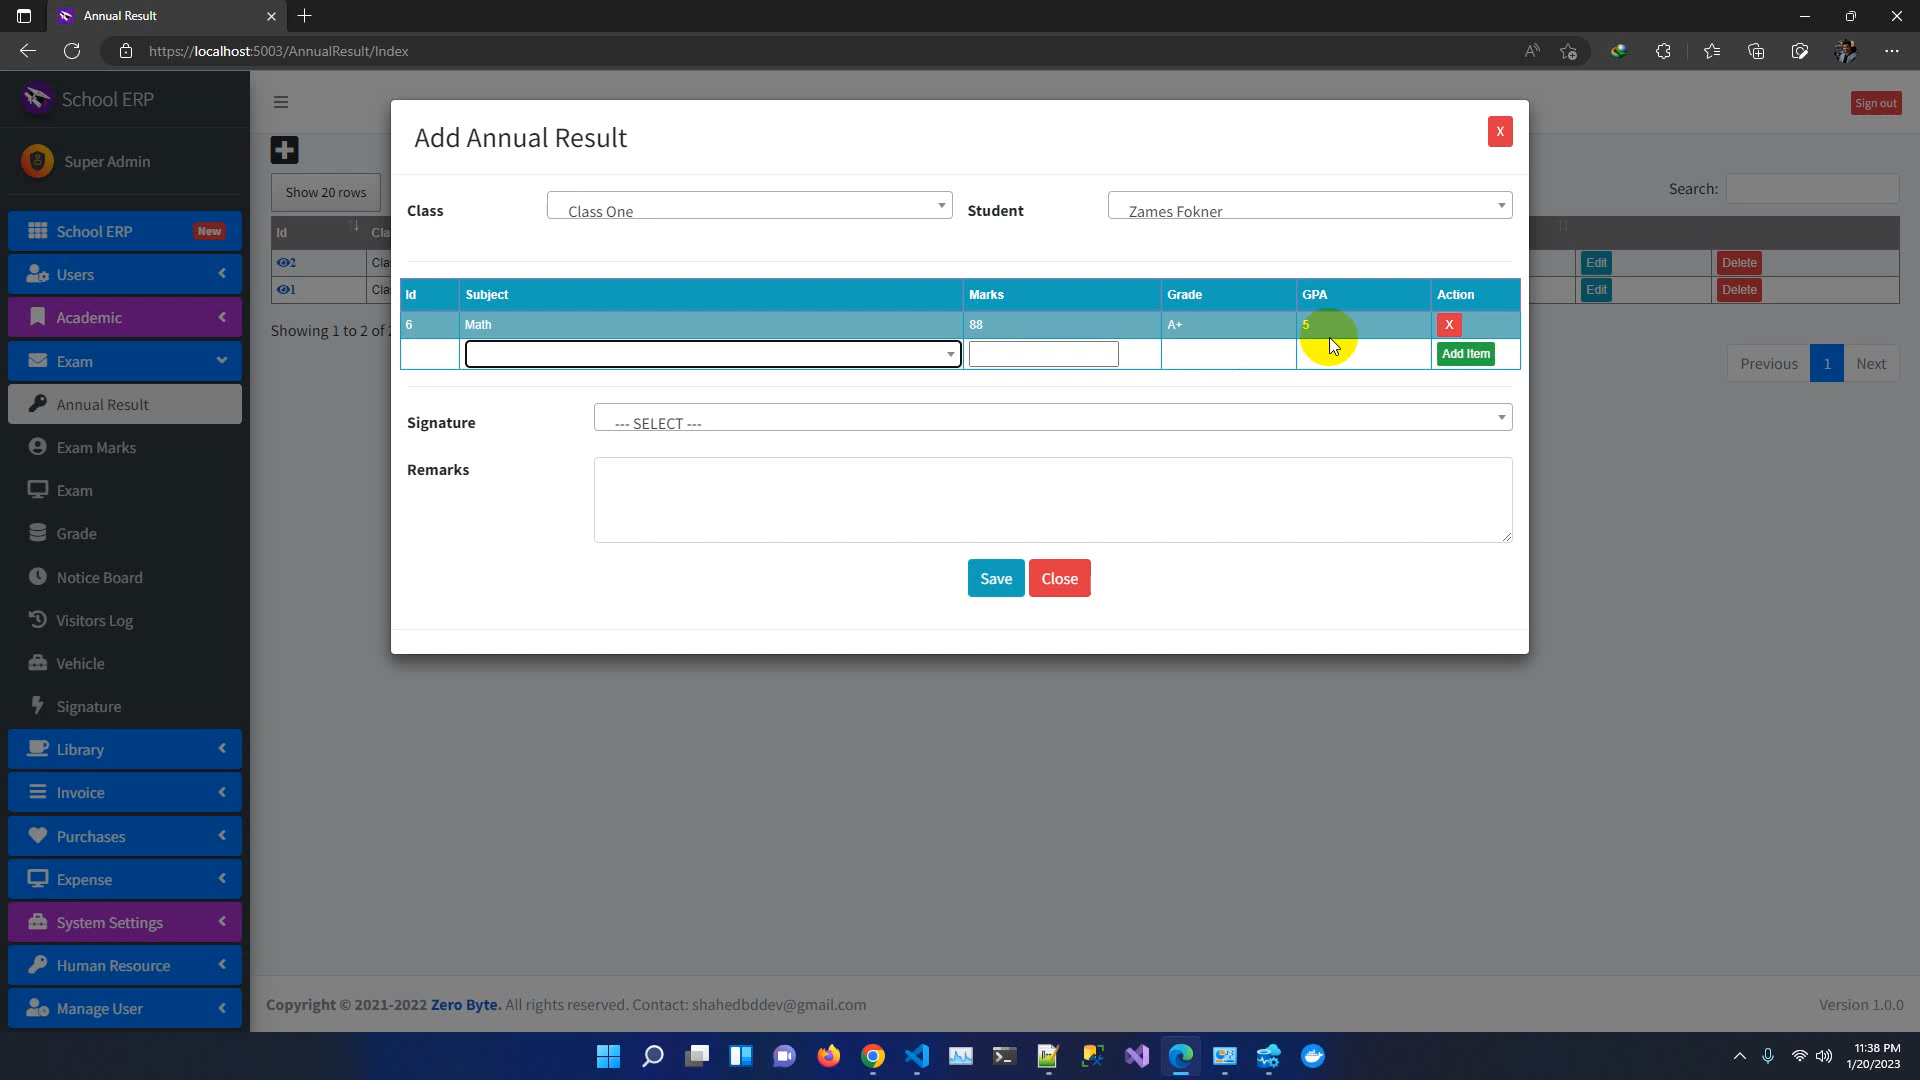 Annual Result
https://localhost:5003/AnnualResult/Index
School ERP
Super Admin
School ERP New
Users
Academic
Exam
Annual Result
Exam Marks
Exam
Grade
Notice Board
Visitors Log
Vehicle
Signature
Library
Invoice
Purchases
Expense
System Settings
Human Resource
Manage User
Sign out
Show 20 rows
Search:
Id Cla
2 Cla Edit Delete
1 Cla Edit Delete
Showing 1 to 2 of
Previous 1 Next
Add Annual Result X
Class Class One Student Zames Fokner
Id Subject Marks Grade GPA Action
6 Math 88 A+ 5 X
Add Item
Signature --- SELECT ---
Remarks
Save Close
Copyright © 2021-2022 Zero Byte. All rights reserved. Contact: shahedbddev@gmail.com
Version 1.0.0
11:38 PM
1/20/2023